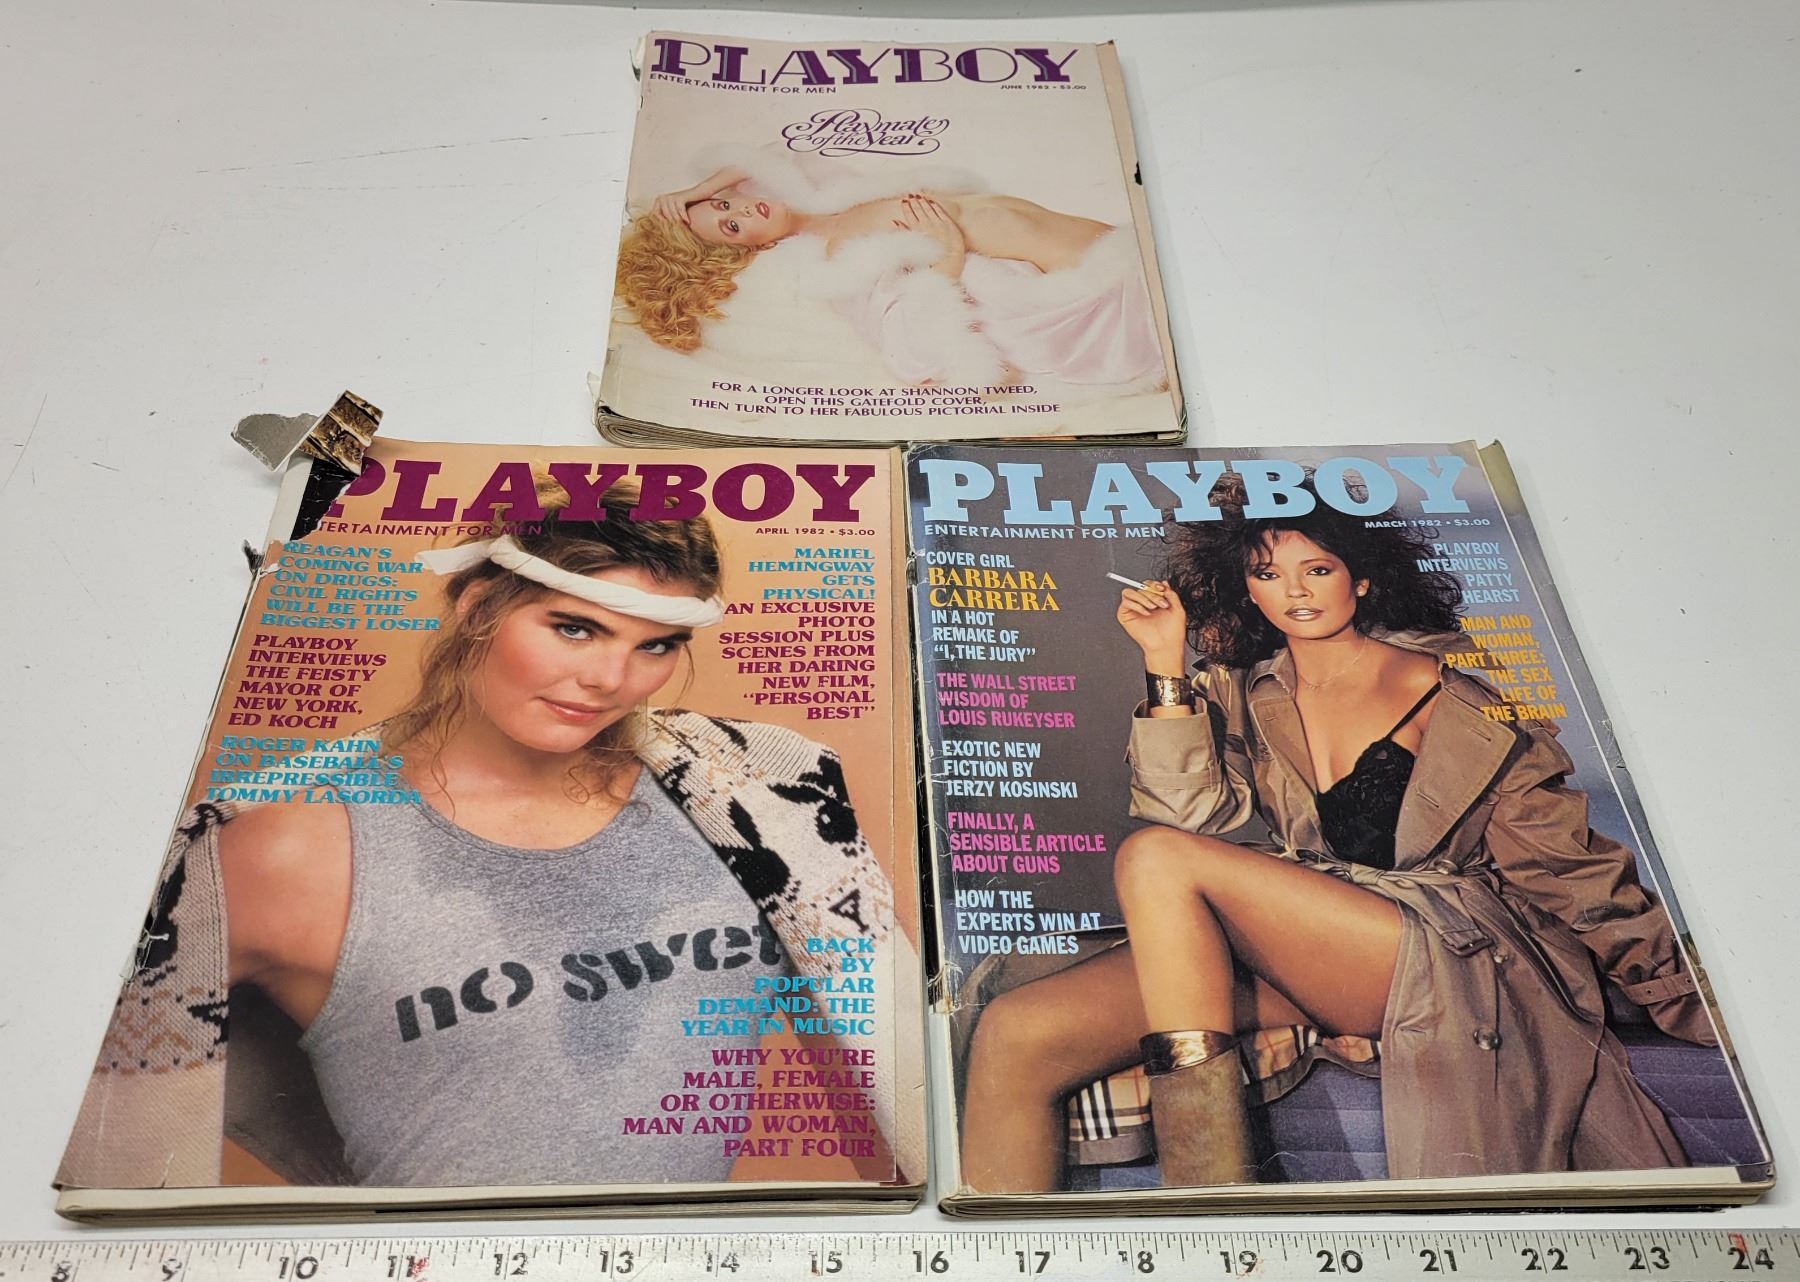 PLAYBOY
ENTERTAINMENT FOR MEN
JUNE 1982 • $3.00
Playmate
of the Year
FOR A LONGER LOOK AT SHANNON TWEED,
OPEN THIS GATEFOLD COVER,
THEN TURN TO HER FABULOUS PICTORIAL INSIDE
PLAYBOY
TERTAINMENT FOR MEN
APRIL 1982 • $3.00
REAGAN'S
COMING WAR
ON DRUGS:
CIVIL RIGHTS
WILL BE THE
BIGGEST LOSER
PLAYBOY
INTERVIEWS
THE FEISTY
MAYOR OF
NEW YORK,
ED KOCH
ROGER KAHN
ON BASEBALL'S
IRREPRESSIBLE
TOMMY LASORDA
MARIEL
HEMINGWAY
GETS
PHYSICAL!
AN EXCLUSIVE
PHOTO
SESSION PLUS
SCENES FROM
HER DARING
NEW FILM,
"PERSONAL
BEST"
no swet
BACK
BY
POPULAR
DEMAND: THE
YEAR IN MUSIC
WHY YOU'RE
MALE, FEMALE
OR OTHERWISE:
MAN AND WOMAN,
PART FOUR
PLAYBOY
ENTERTAINMENT FOR MEN
MARCH 1982 • $3.00
COVER GIRL
BARBARA
CARRERA
IN A HOT
REMAKE OF
"I, THE JURY"
THE WALL STREET
WISDOM OF
LOUIS RUKEYSER
EXOTIC NEW
FICTION BY
JERZY KOSINSKI
FINALLY, A
SENSIBLE ARTICLE
ABOUT GUNS
HOW THE
EXPERTS WIN AT
VIDEO GAMES
PLAYBOY
INTERVIEWS
PATTY
HEARST
MAN AND
WOMAN,
PART THREE:
THE SEX
LIFE OF
THE BRAIN
8 9 10 11 12 13 14 15 16 17 18 19 20 21 22 23 24